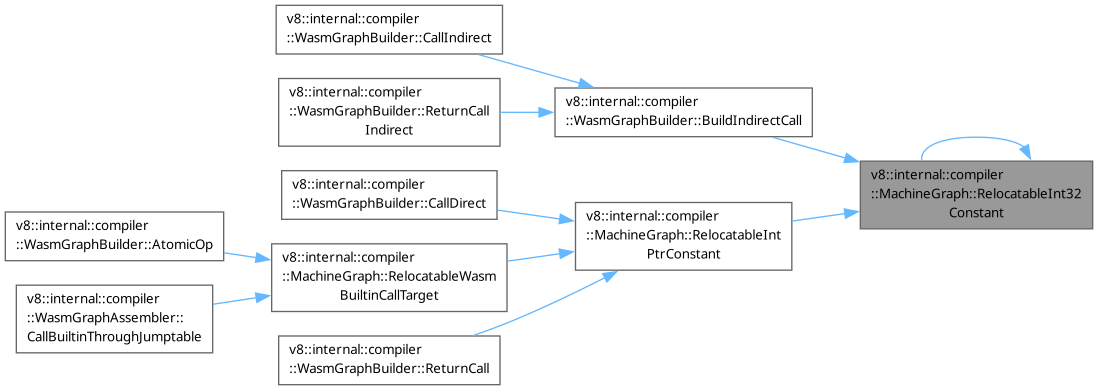 v8::internal::compiler
::WasmGraphBuilder::CallIndirect
v8::internal::compiler
::WasmGraphBuilder::ReturnCall
Indirect
v8::internal::compiler
::WasmGraphBuilder::BuildIndirectCall
v8::internal::compiler
::MachineGraph::RelocatableInt32
Constant
v8::internal::compiler
::WasmGraphBuilder::CallDirect
v8::internal::compiler
::MachineGraph::RelocatableInt
PtrConstant
v8::internal::compiler
::WasmGraphBuilder::AtomicOp
v8::internal::compiler
::MachineGraph::RelocatableWasm
BuiltinCallTarget
v8::internal::compiler
::WasmGraphAssembler::
CallBuiltinThroughJumptable
v8::internal::compiler
::WasmGraphBuilder::ReturnCall